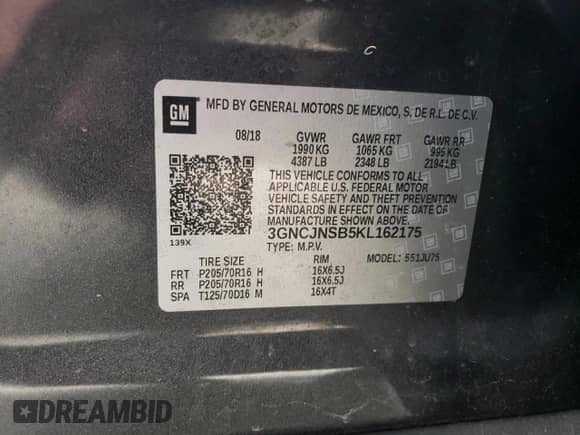 GM
MFD BY GENERAL MOTORS DE MEXICO, S. DE R.L. DE C.V.
08/18 GVWR GAWR FRT GAWR RR
1990 KG 1065 KG 995 KG
4387 LB 2348 LB 2194 LB
THIS VEHICLE CONFORMS TO ALL
APPLICABLE U.S. FEDERAL MOTOR
VEHICLE SAFETY AND THEFT PREVENTION
STANDARDS IN EFFECT ON THE DATE OF
MANUFACTURE SHOWN ABOVE.
139X
3GNCJNSB5KL162175
TYPE: M.P.V. MODEL: 551JU75
TIRE SIZE RIM
FRT P205/70R16 H 16X6.5J
RR P205/70R16 H 16X6.5J
SPA T125/70D16 M 16X4T
DREAMBID